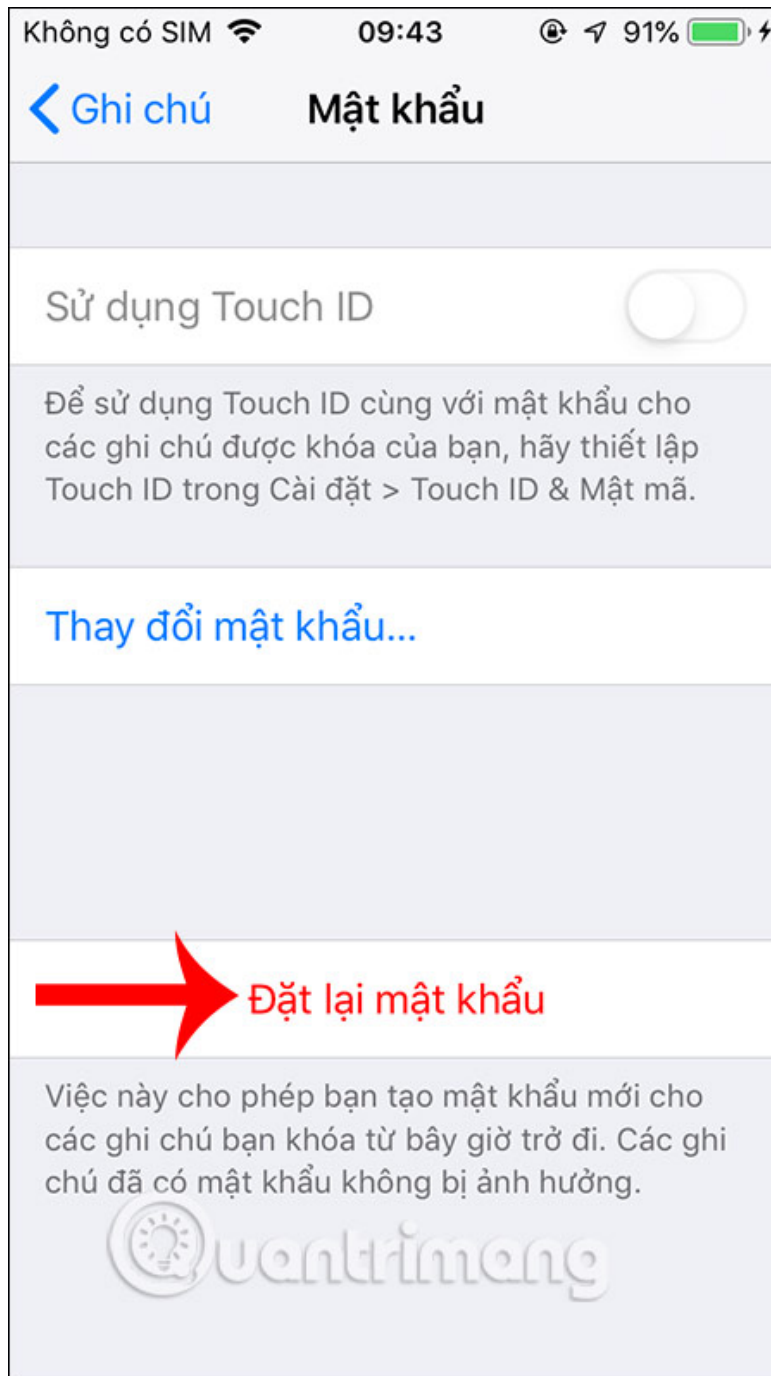 Không có SIM 09:43 91%
Ghi chú Mật khẩu
Sử dụng Touch ID
Để sử dụng Touch ID cùng với mật khẩu cho
các ghi chú được khóa của bạn, hãy thiết lập
Touch ID trong Cài đặt > Touch ID & Mật mã.
Thay đổi mật khẩu...
Đặt lại mật khẩu
Việc này cho phép bạn tạo mật khẩu mới cho
các ghi chú bạn khóa từ bây giờ trở đi. Các ghi
chú đã có mật khẩu không bị ảnh hưởng.
Quantrimang